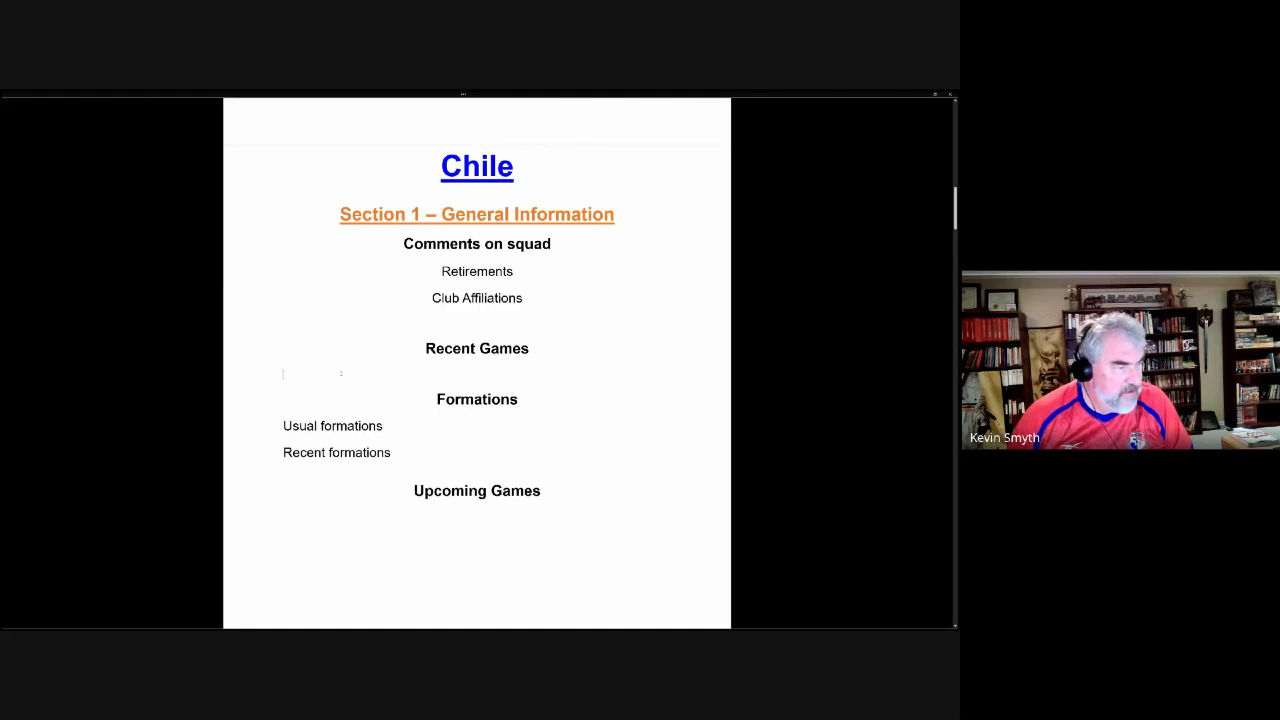 Chile
Section 1 – General Information
Comments on squad
Retirements
Club Affiliations
Recent Games
Formations
Usual formations
Recent formations
Upcoming Games
Kevin Smyth